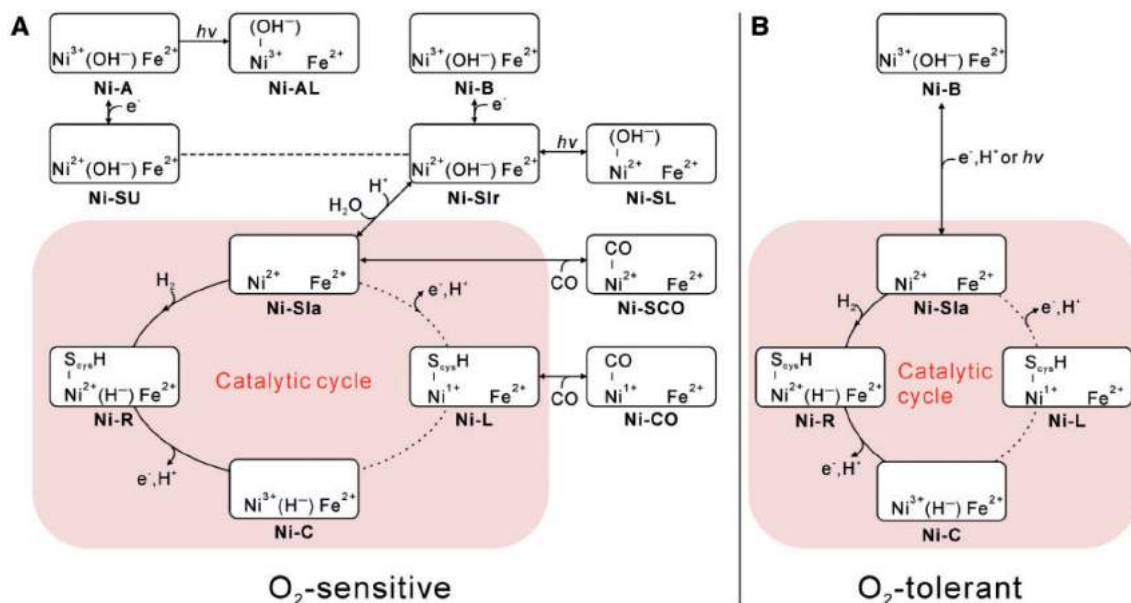 A
Ni³⁺(OH⁻) Fe²⁺
Ni-A
hν
(OH⁻)
Ni³⁺ Fe²⁺
Ni-AL
Ni³⁺(OH⁻) Fe²⁺
Ni-B
e⁻
e⁻
Ni²⁺(OH⁻) Fe²⁺
Ni-SU
Ni²⁺(OH⁻) Fe²⁺
Ni-SIr
hν
(OH⁻)
Ni²⁺ Fe²⁺
Ni-SL
H⁺
H₂O
Ni²⁺ Fe²⁺
Ni-SIa
CO
CO
Ni²⁺ Fe²⁺
Ni-SCO
H₂
e⁻,H⁺
ScysH
Ni²⁺(H⁻) Fe²⁺
Ni-R
Catalytic cycle
ScysH
Ni¹⁺ Fe²⁺
Ni-L
CO
CO
Ni¹⁺ Fe²⁺
Ni-CO
e⁻,H⁺
Ni³⁺(H⁻) Fe²⁺
Ni-C
O₂-sensitive
B
Ni³⁺(OH⁻) Fe²⁺
Ni-B
e⁻,H⁺ or hν
Ni²⁺ Fe²⁺
Ni-SIa
H₂
e⁻,H⁺
ScysH
Ni²⁺(H⁻) Fe²⁺
Ni-R
Catalytic
cycle
ScysH
Ni¹⁺ Fe²⁺
Ni-L
e⁻,H⁺
Ni³⁺(H⁻) Fe²⁺
Ni-C
O₂-tolerant